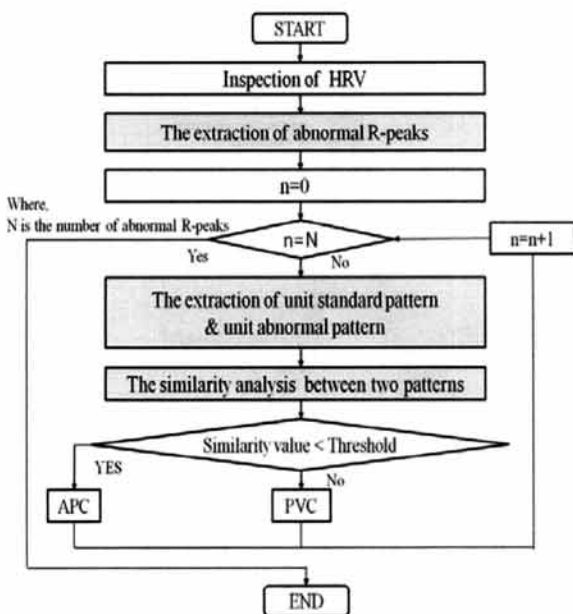 START
Inspection of HRV
The extraction of abnormal R-peaks
n=0
Where,
N is the number of abnormal R-peaks
n=N
n=n+1
Yes
No
The extraction of unit standard pattern
& unit abnormal pattern
The similarity analysis between two patterns
Similarity value < Threshold
YES
No
APC
PVC
END